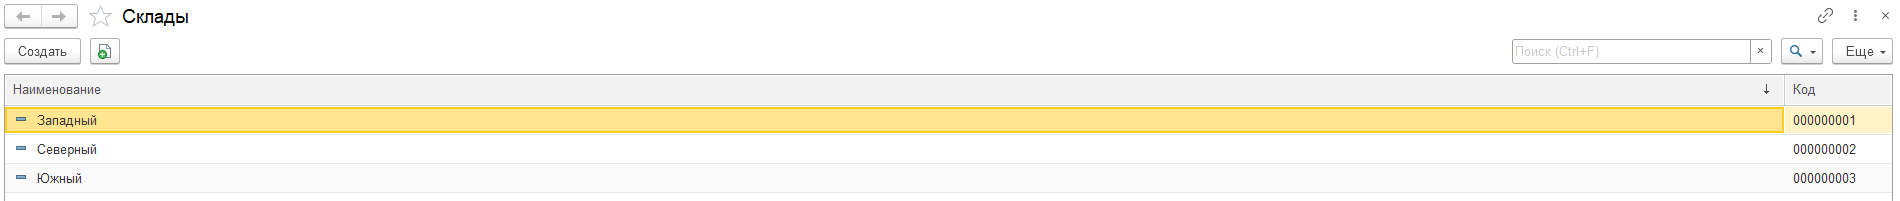 Склады
Создать Поиск (Ctrl+F) × Еще
Наименование ↓ Код
Западный 000000001
Северный 000000002
Южный 000000003